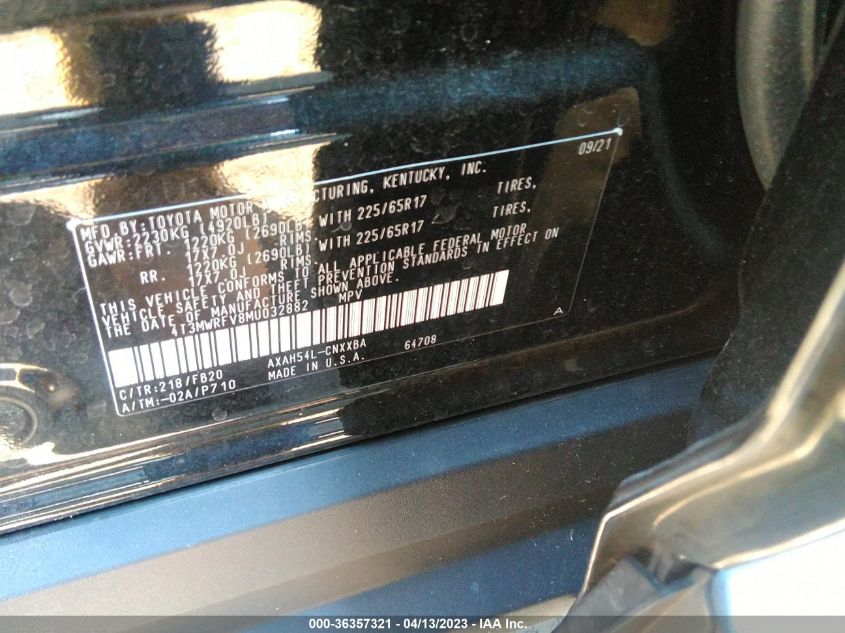 MFD.BY:TOYOTA MOTOR CTURING, KENTUCKY, INC. 09/21
GVWR:2230KG (4920LB)
GAWR:FRT. 1220KG (2690LB) WITH 225/65R17 TIRES,
17X7.0J RIMS,
RR. 1220KG (2690LB) WITH 225/65R17 TIRES,
17X7.0J RIMS,
THIS VEHICLE CONFORMS TO ALL APPLICABLE FEDERAL MOTOR
VEHICLE SAFETY AND THEFT PREVENTION STANDARDS IN EFFECT ON
THE DATE OF MANUFACTURE SHOWN ABOVE.
4T3MWRFV8MU032882 MPV
A
C/TR:218/FB20 AXAH54L-CNXXBA 64708
A/TM:-02A/P710 MADE IN U.S.A.
000-36357321 / 04/13/2023 - IAA Inc.